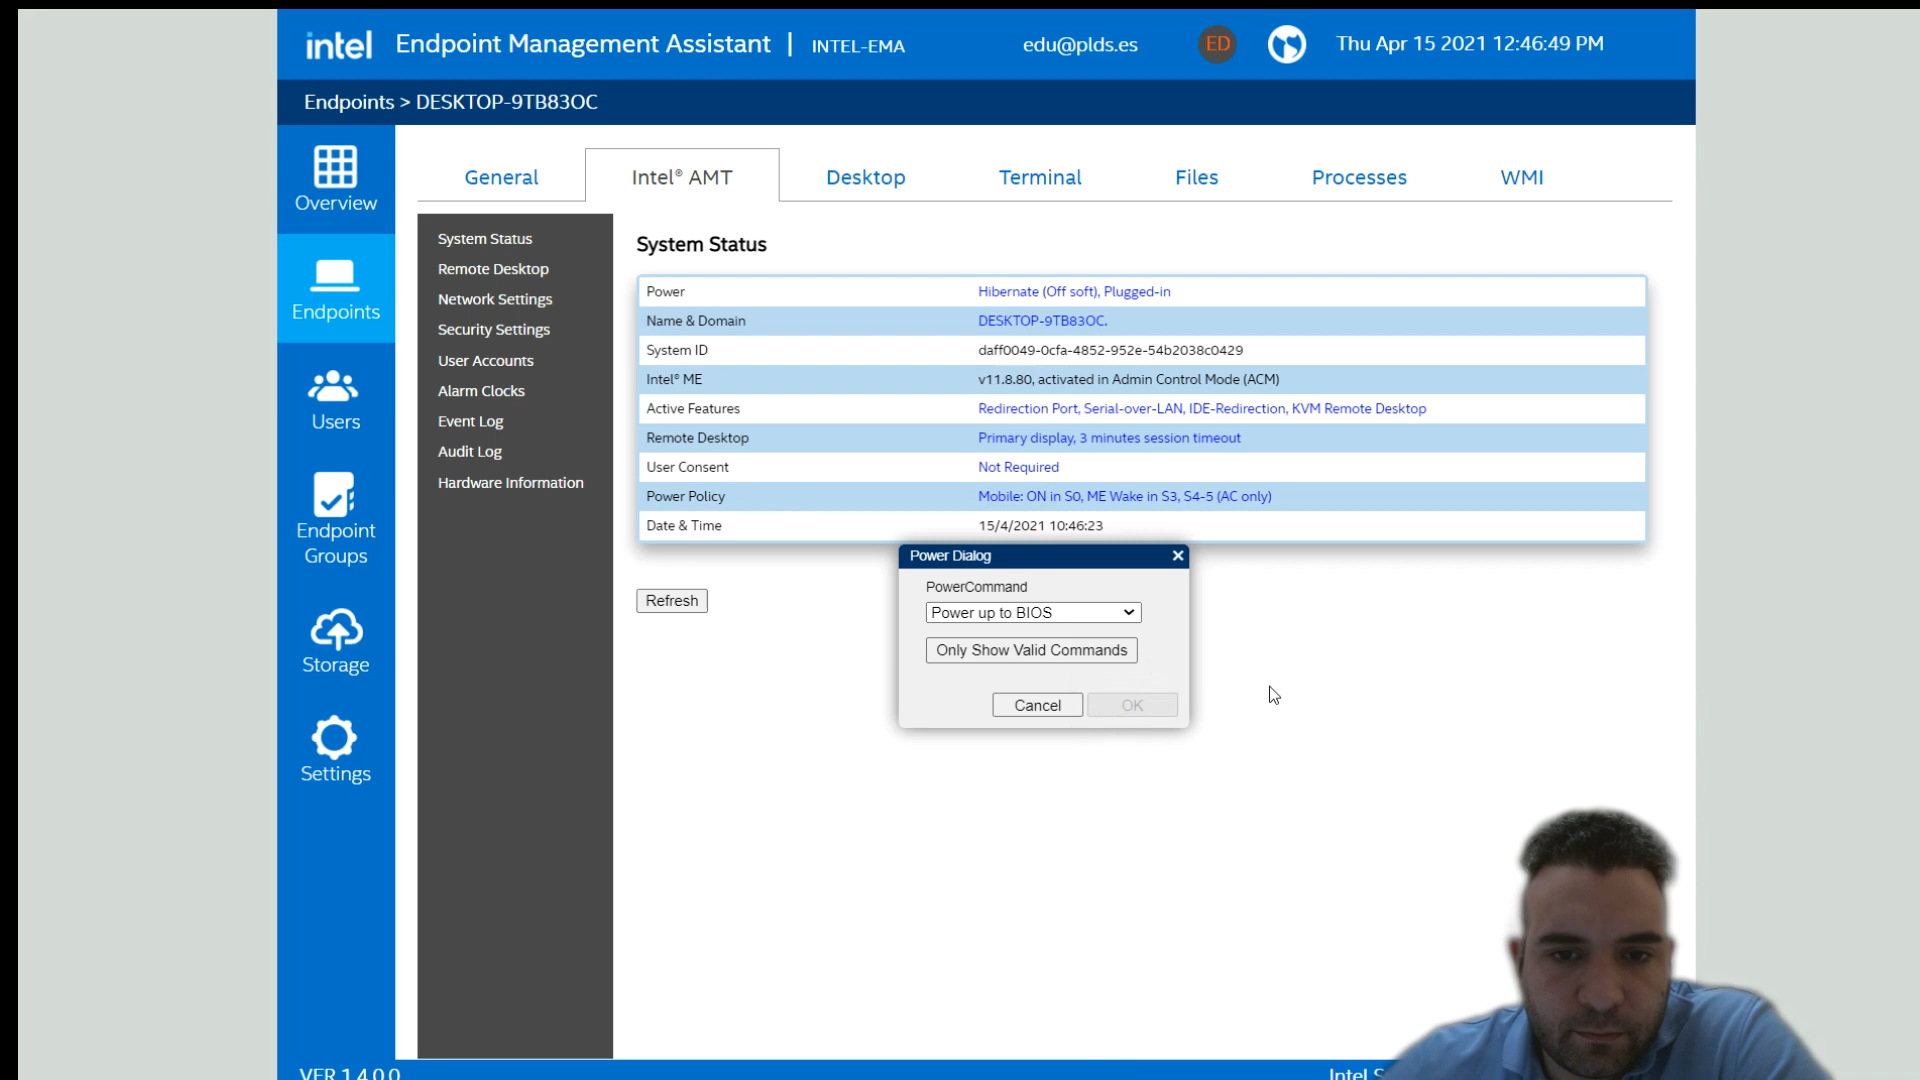 intel Endpoint Management Assistant | INTEL-EMA edu@plds.es ED Thu Apr 15 2021 12:46:49 PM
Endpoints > DESKTOP-9TB83OC
Overview
Endpoints
Users
Endpoint
Groups
Storage
Settings
General Intel® AMT Desktop Terminal Files Processes WMI
System Status
Remote Desktop
Network Settings
Security Settings
User Accounts
Alarm Clocks
Event Log
Audit Log
Hardware Information
System Status
Power Hibernate (Off soft), Plugged-in
Name & Domain DESKTOP-9TB83OC.
System ID daff0049-0cfa-4852-952e-54b2038c0429
Intel® ME v11.8.80, activated in Admin Control Mode (ACM)
Active Features Redirection Port, Serial-over-LAN, IDE-Redirection, KVM Remote Desktop
Remote Desktop Primary display, 3 minutes session timeout
User Consent Not Required
Power Policy Mobile: ON in S0, ME Wake in S3, S4-5 (AC only)
Date & Time 15/4/2021 10:46:23
Refresh
Power Dialog
PowerCommand
Power up to BIOS
Only Show Valid Commands
Cancel OK
VER 1.4.0.0 Intel